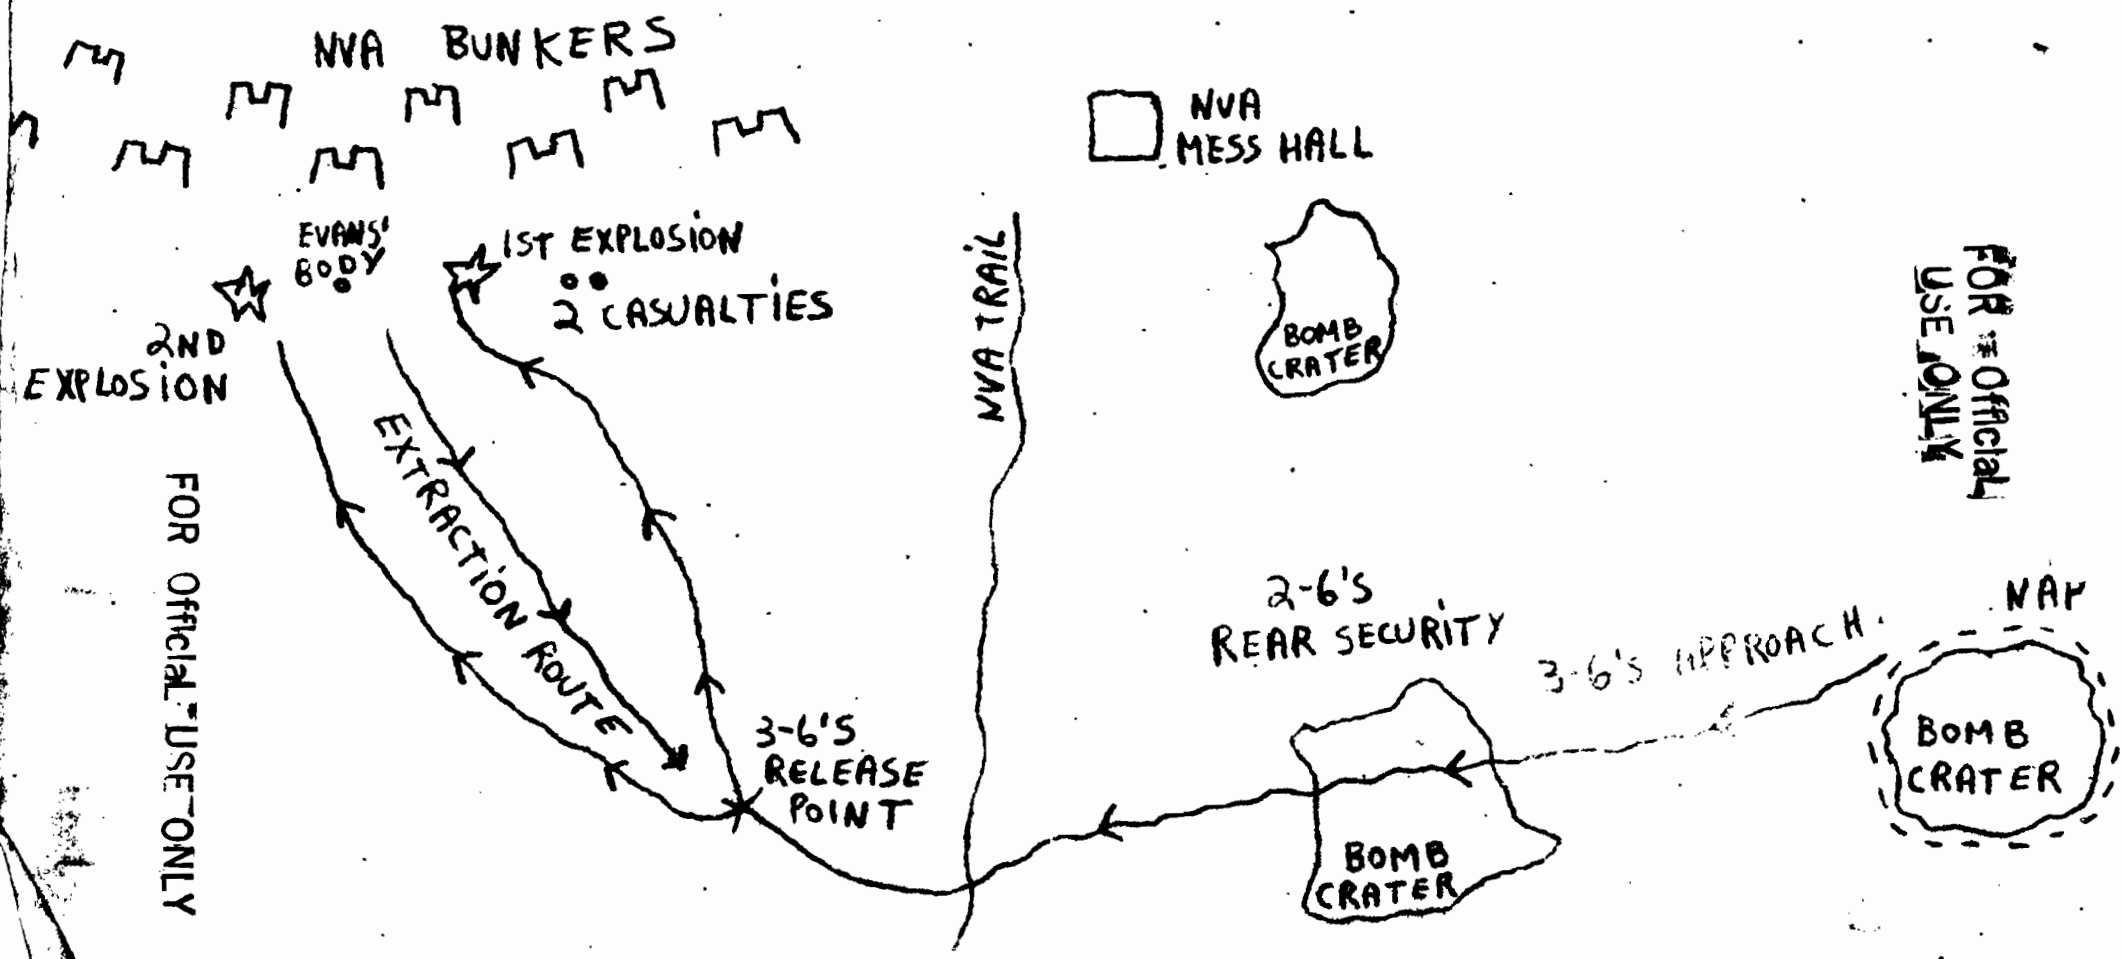 NVA BUNKERS
NVA
MESS HALL
EVANS'
BODY
1ST EXPLOSION
2 CASUALTIES
2ND
EXPLOSION
NVA TRAIL
BOMB
CRATER
FOR OfficiaL
USE ONLY
EXTRACTION ROUTE
FOR OfficiaL USE ONLY
2-6'S
REAR SECURITY
3-6'S APPROACH
3-6'S
RELEASE
POINT
BOMB
CRATER
BOMB
CRATER